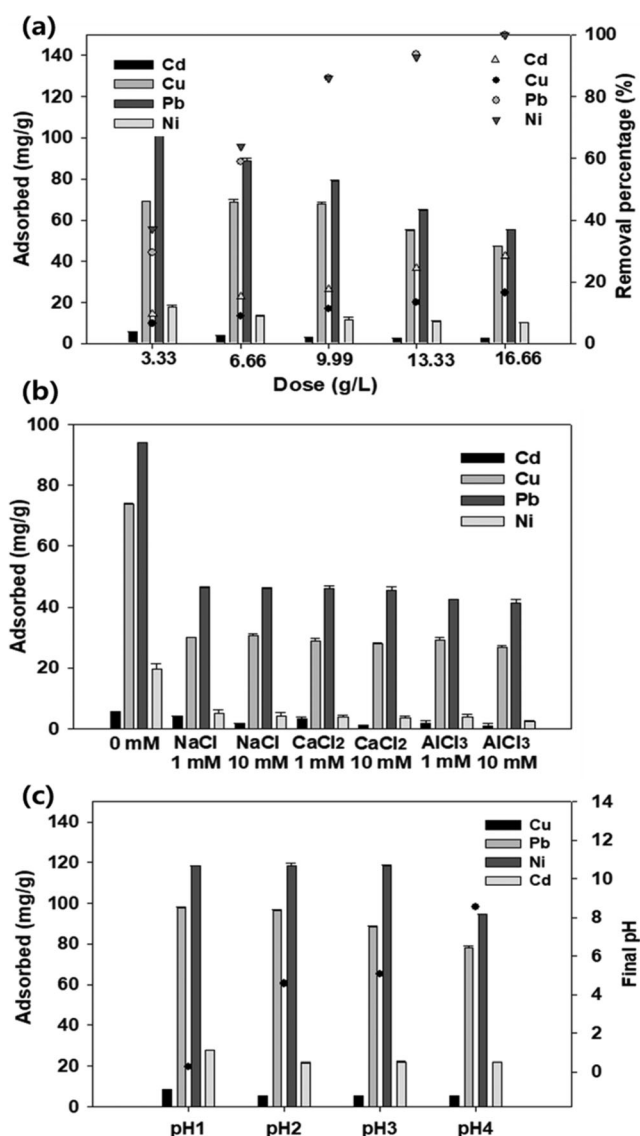 (a)
140
120
100
80
60
40
20
0
Adsorbed (mg/g)
Cd
Cu
Pb
Ni
Cd
Cu
Pb
Ni
100
80
60
40
20
0
Removal percentage (%)
3.33 6.66 9.99 13.33 16.66
Dose (g/L)
(b)
100
80
60
40
20
0
Adsorbed (mg/g)
Cd
Cu
Pb
Ni
0 mM NaCl NaCl CaCl2 CaCl2 AlCl3 AlCl3
1 mM 10 mM 1 mM 10 mM 1 mM 10 mM
(c)
140
120
100
80
60
40
20
0
Adsorbed (mg/g)
Cu
Pb
Ni
Cd
14
12
10
8
6
4
2
0
Final pH
pH1 pH2 pH3 pH4